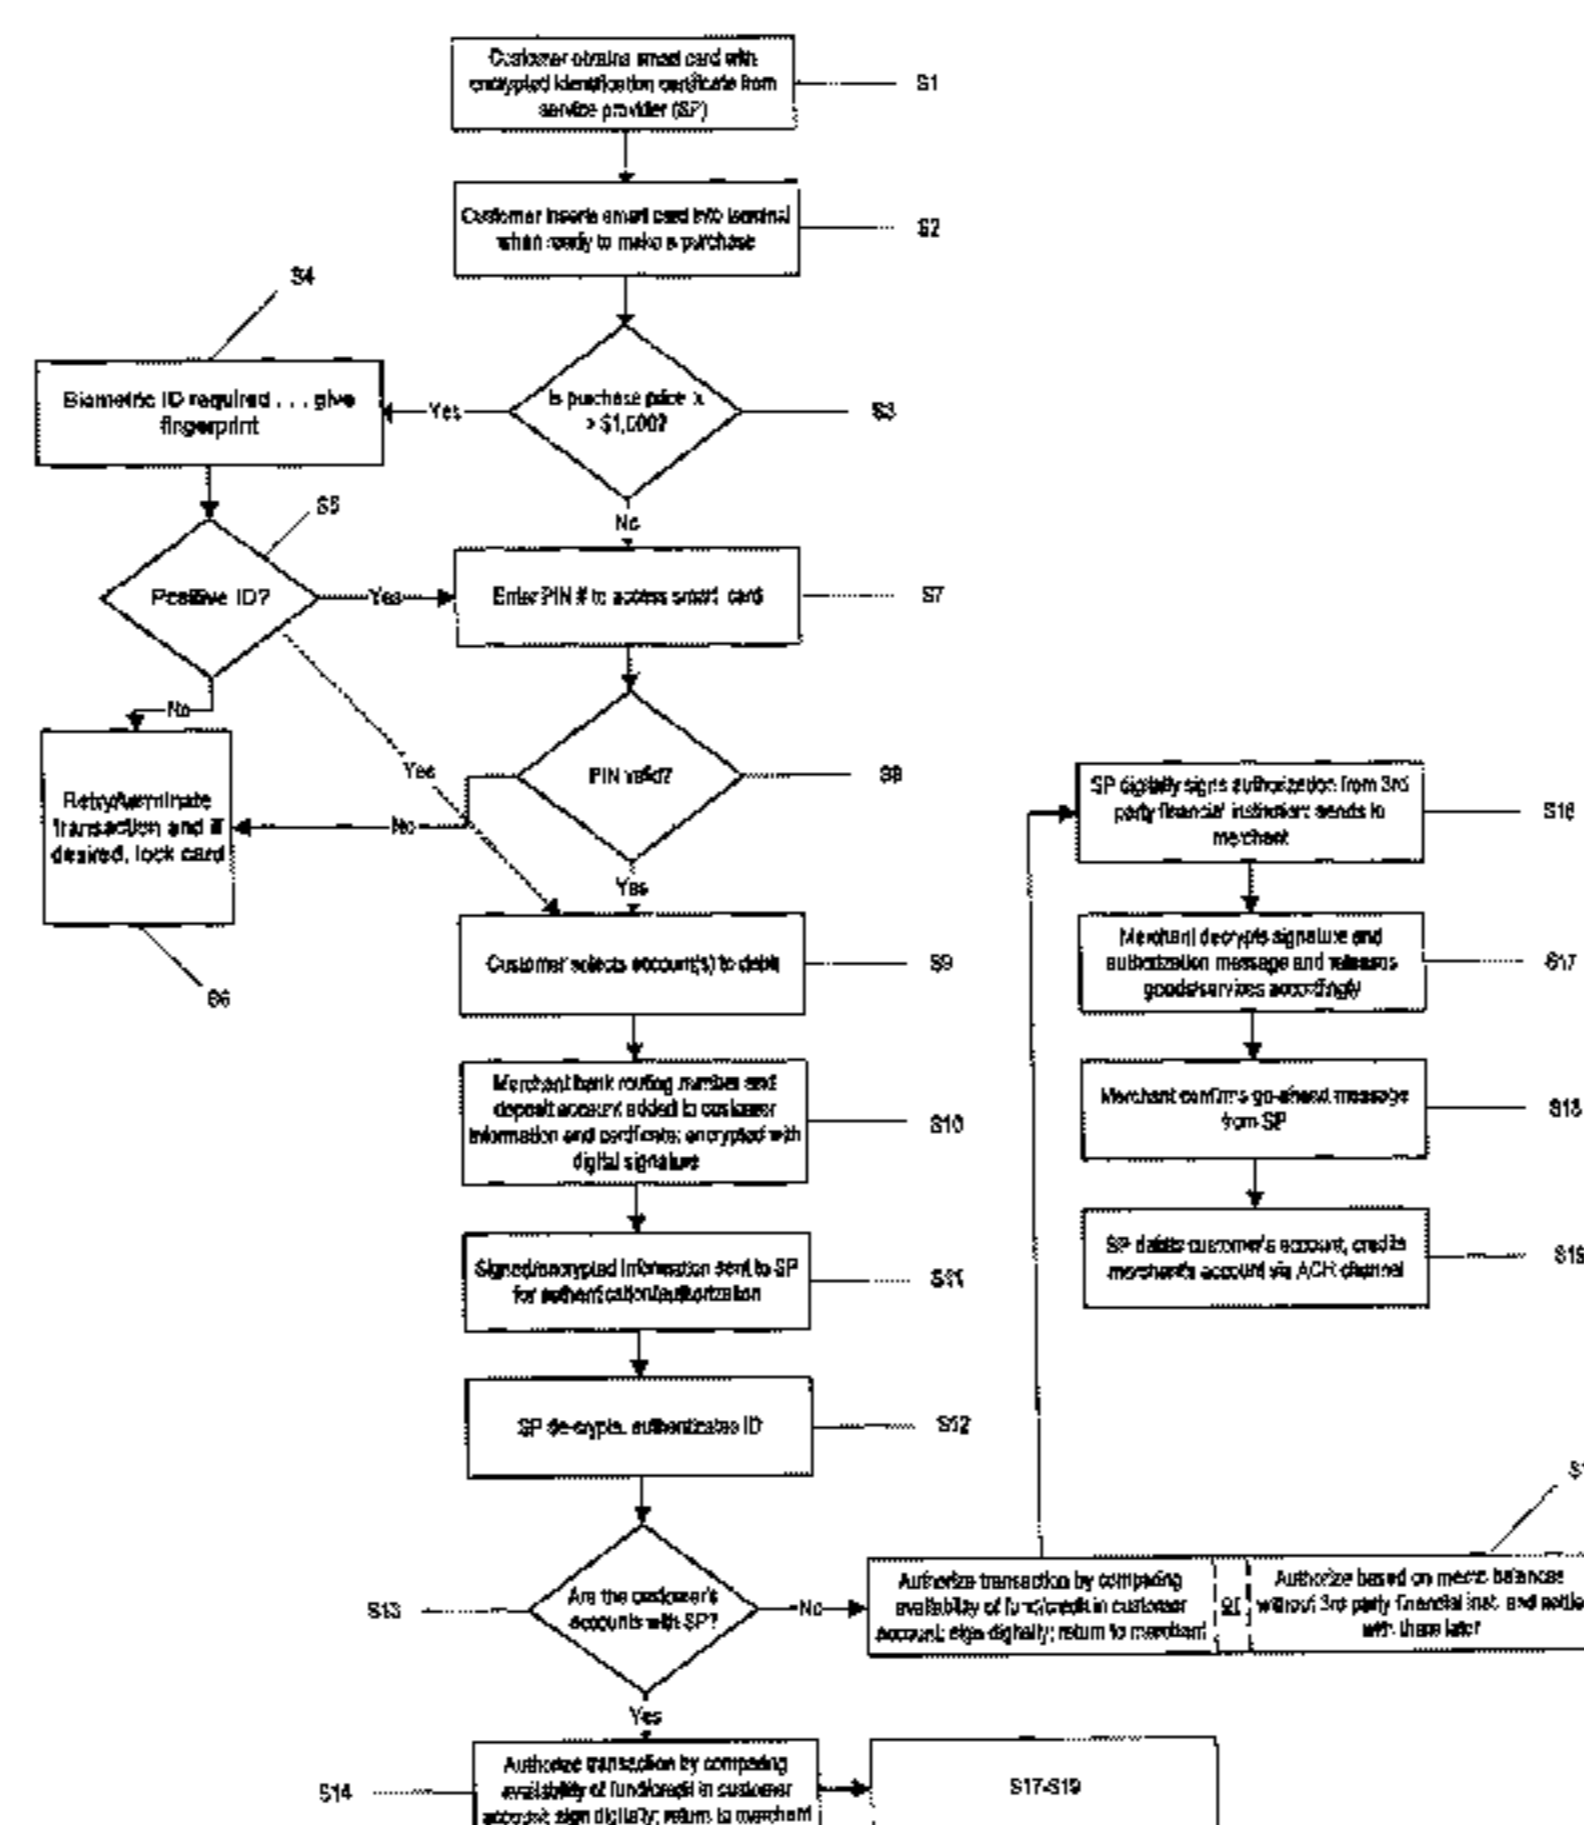 Customer obtains smart card with
encrypted identification certificate from
service provider (SP)
S1
Customer inserts smart card into terminal
when ready to make a purchase
S2
S4
Biometric ID required . . . give
fingerprint
Yes
Is purchase price
> $1,000?
S3
No
S5
Positive ID?
Yes
Enter PIN # to access smart card
S7
No
Yes
PIN valid?
S8
Retry/terminate
transaction and if
desired, lock card
No
Yes
S6
Customer selects account(s) to debit
S9
Merchant bank routing number and
deposit account added to customer
information and certificate; encrypted with
digital signature
S10
Signed/encrypted information sent to SP
for authentication/authorization
S11
SP de-crypts, authenticates ID
S12
Are the customer's
accounts with SP?
S13
No
Authorize transaction by comparing
availability of fund/credit in customer
account; sign digitally; return to merchant
or
Authorize based on
balances
without 3rd party financial inst. and settle
with them later
Yes
S14
Authorize transaction by comparing
availability of fund/credit in customer
account; sign digitally; return to merchant
S17-S19
SP digitally signs authorization from 3rd
party financial institution; sends to
merchant
S16
Merchant decrypts signature and
authorization message and releases
goods/services accordingly
S17
Merchant confirms go-ahead message
from SP
S18
SP debits customer's account, credits
merchant's account via ACH channel
S19